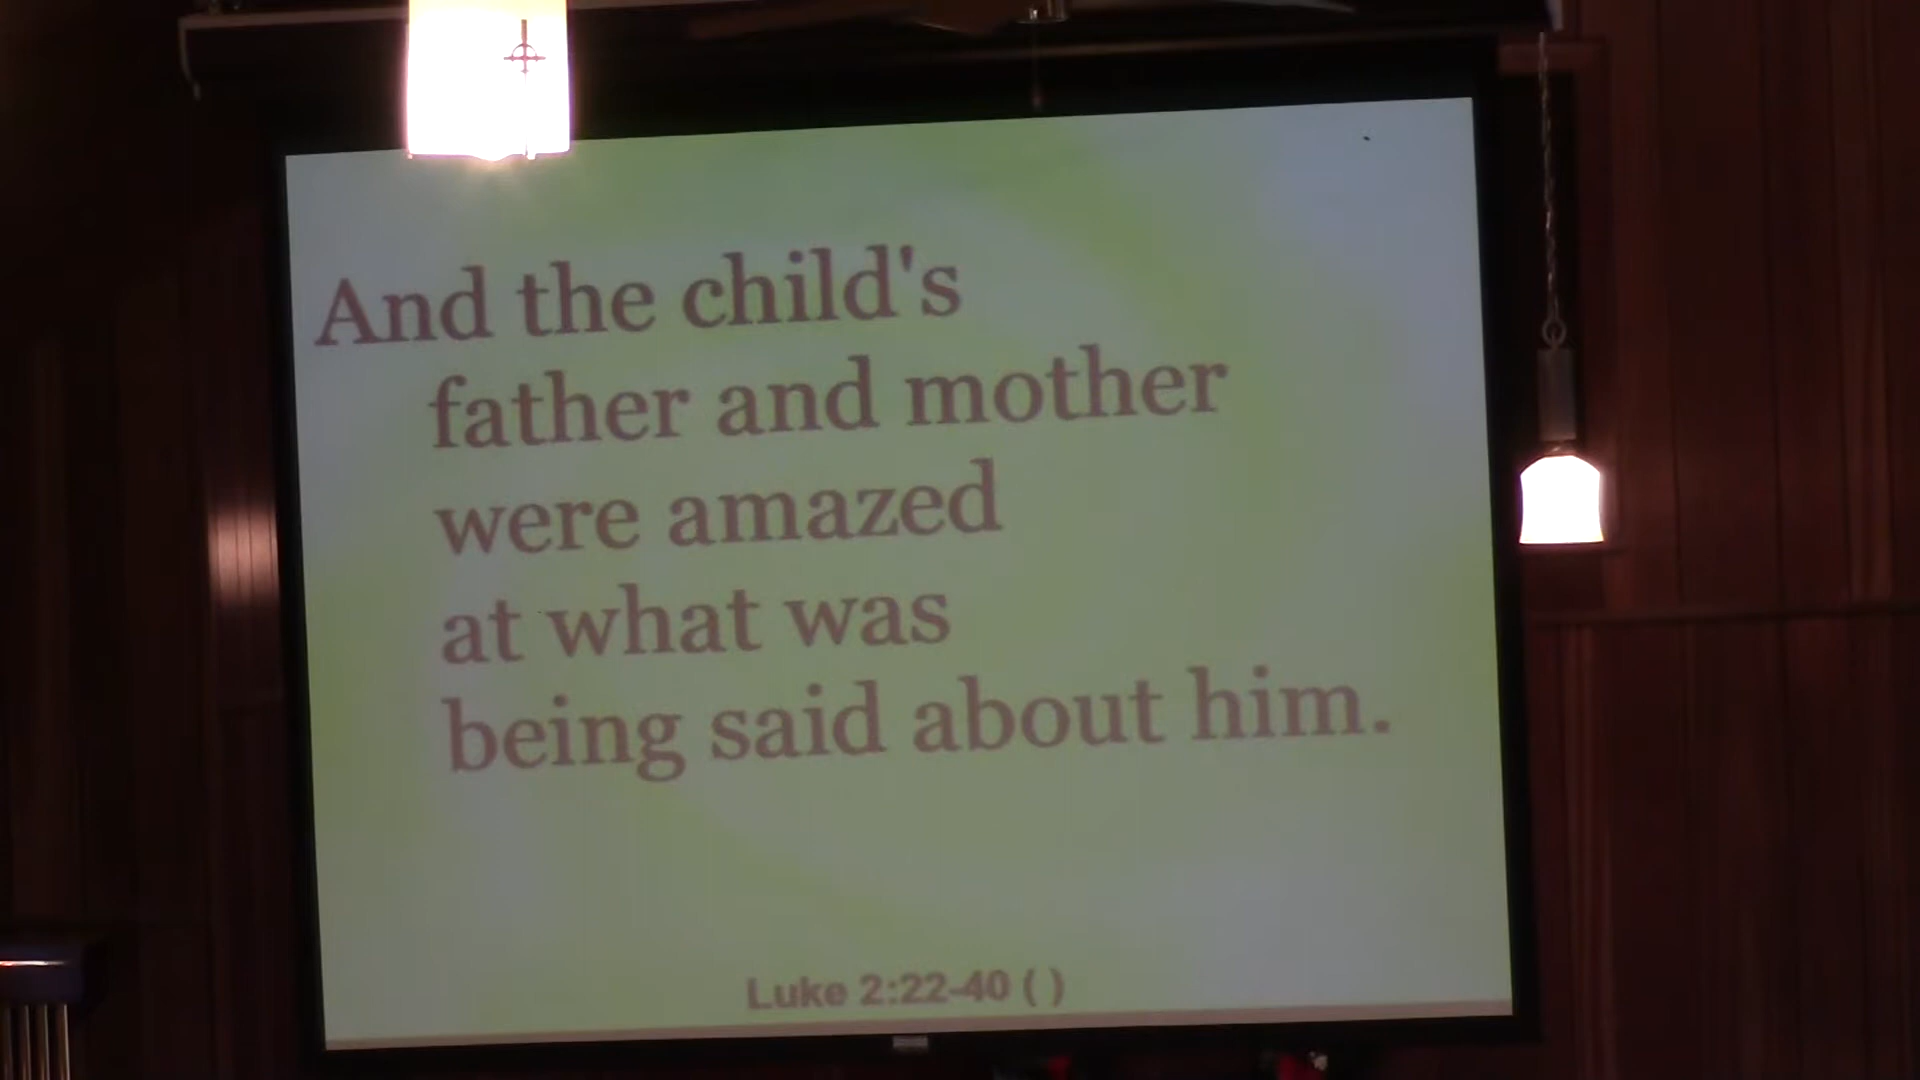 And the child's
father and mother
were amazed
at what was
being said about him.
Luke 2:22-40 ( )